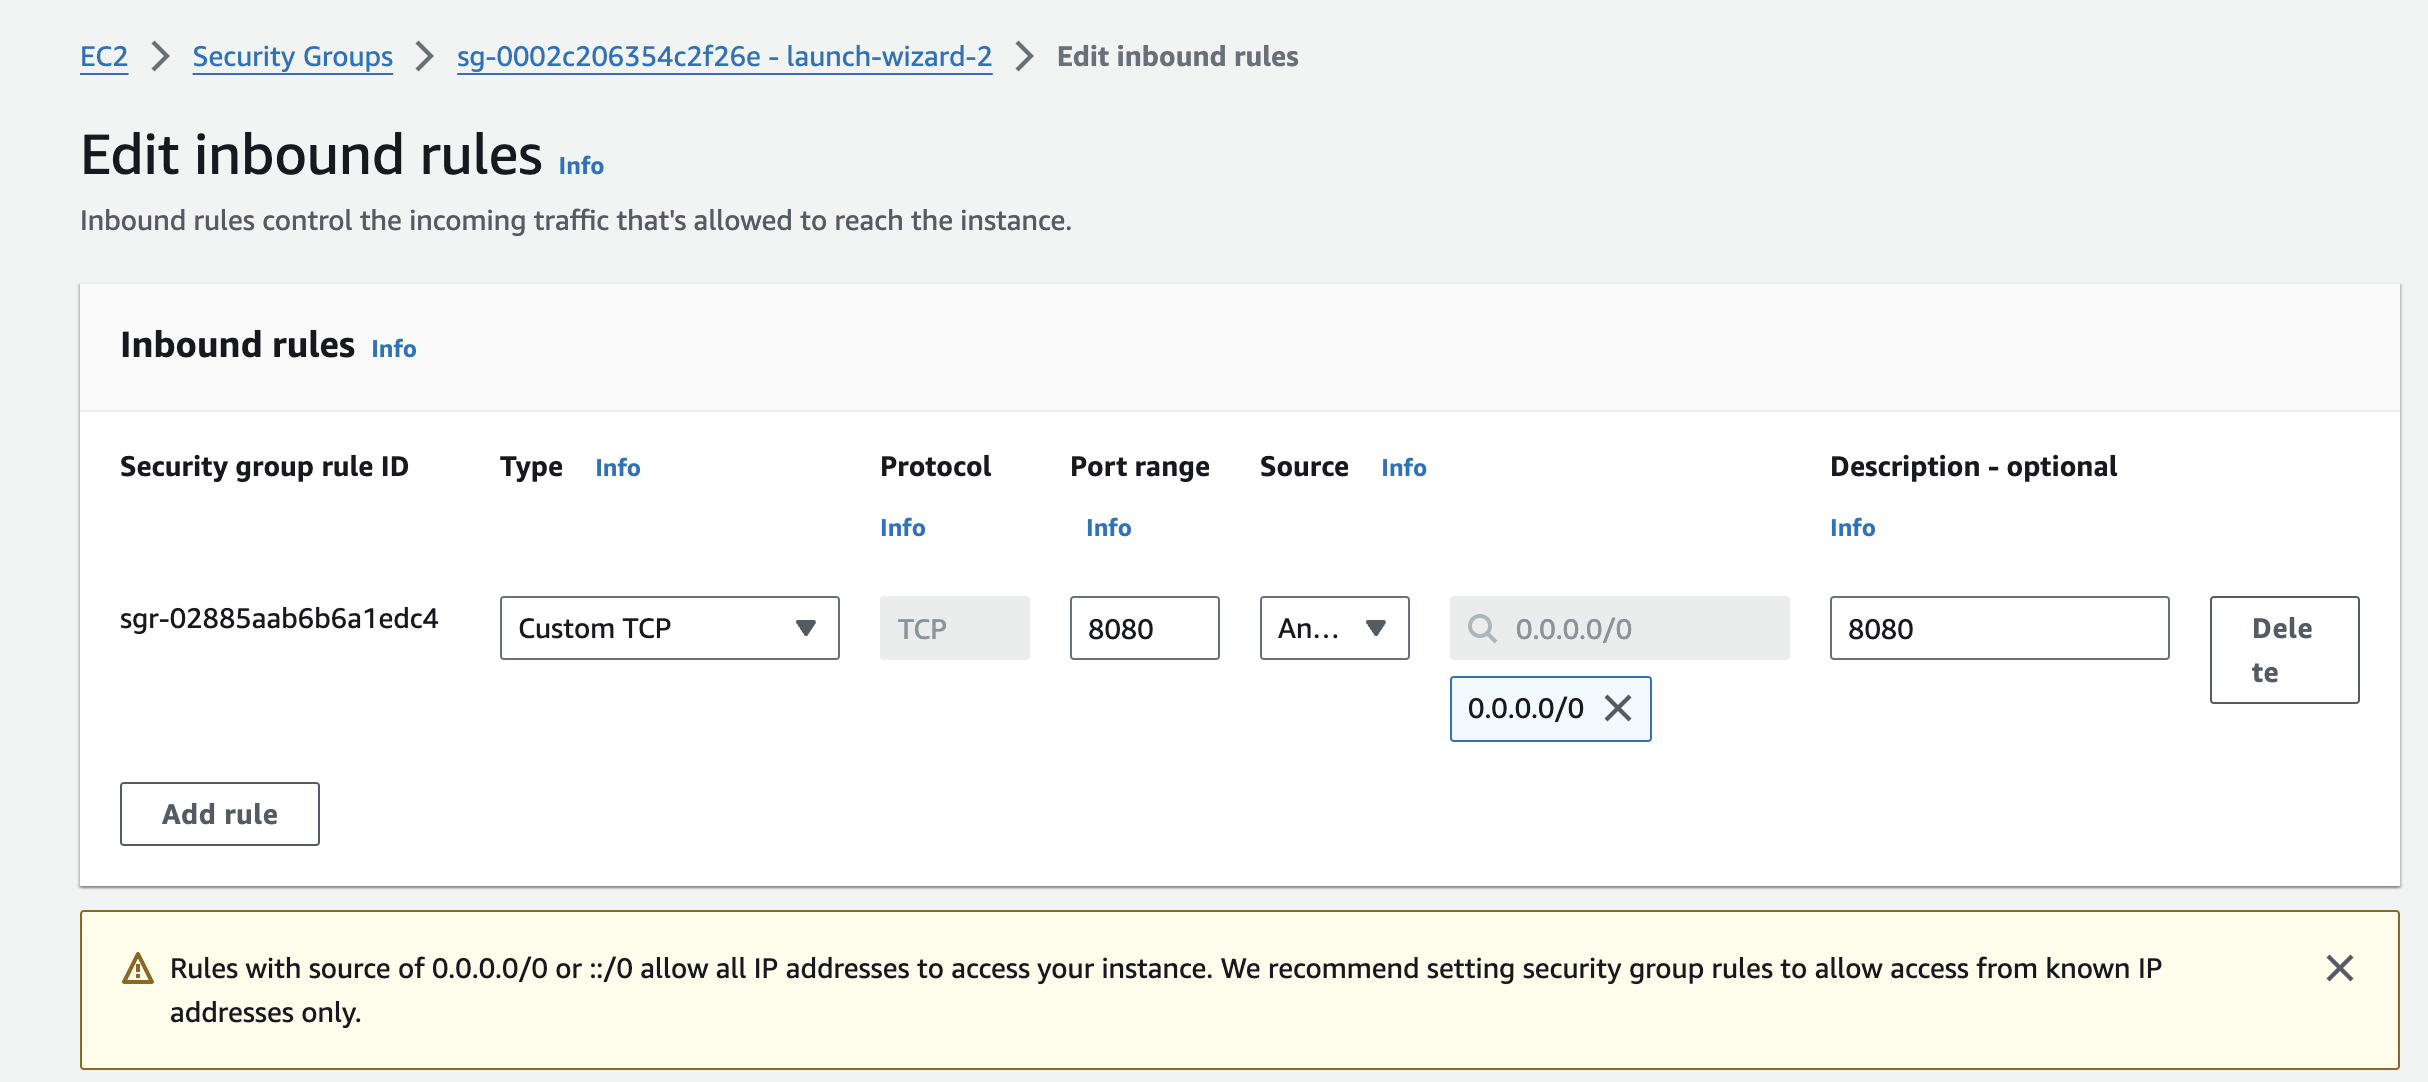 EC2 > Security Groups > sg-0002c206354c2f26e - launch-wizard-2 > Edit inbound rules
Edit inbound rules Info
Inbound rules control the incoming traffic that's allowed to reach the instance.
Inbound rules Info
Security group rule ID Type Info Protocol Port range Source Info Description - optional
Info Info Info
sgr-02885aab6b6a1edc4 Custom TCP TCP 8080 An... 0.0.0.0/0 8080 Dele
te
0.0.0.0/0
Add rule
Rules with source of 0.0.0.0/0 or ::/0 allow all IP addresses to access your instance. We recommend setting security group rules to allow access from known IP
addresses only.